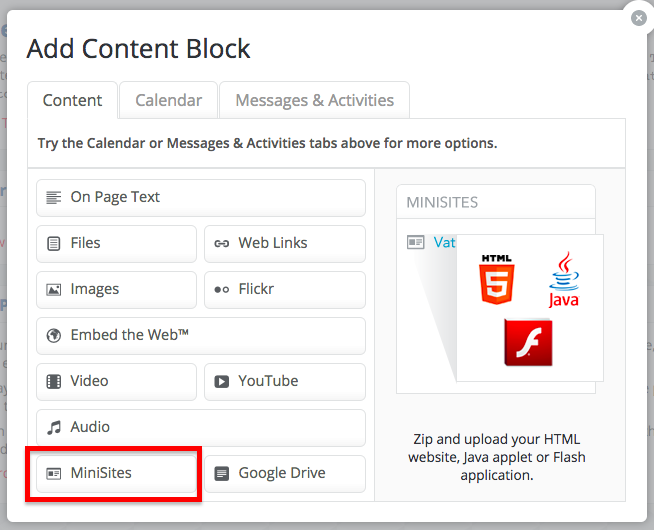 Add Content Block
Content
Calendar
Messages & Activities
Try the Calendar or Messages & Activities tabs above for more options.
On Page Text
Files
Web Links
Images
Flickr
Embed the Web™
Video
YouTube
Audio
MiniSites
Google Drive
MINISITES
Vat
HTML
5
Java
Zip and upload your HTML
website, Java applet or Flash
application.